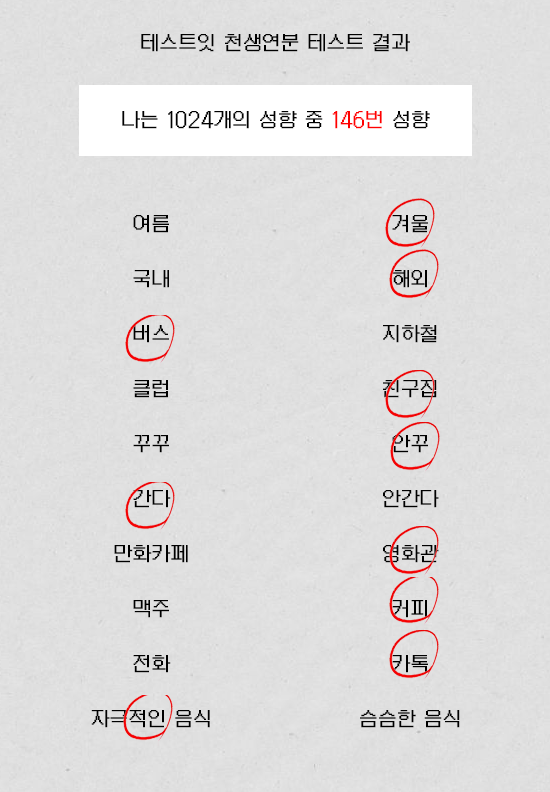 테스트잇 천생연분 테스트 결과
나는 1024개의 성향 중 146번 성향
여름 겨울
국내 해외
버스 지하철
클럽 친구집
꾸꾸 안꾸
간다 안간다
만화카페 영화관
맥주 커피
전화 카톡
자극적인 음식 슴슴한 음식